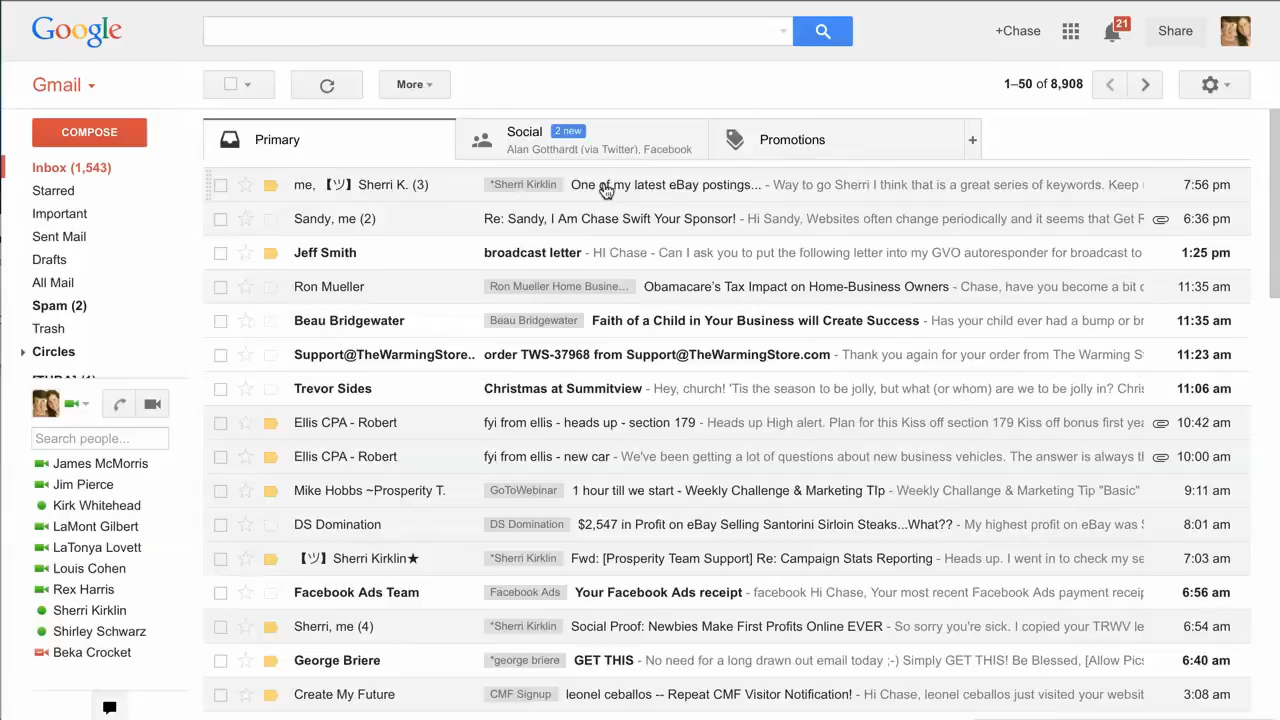 Google
+Chase
21
Share
Gmail
More
1–50 of 8,908
COMPOSE
Primary
Social 2 new
Alan Gotthardt (via Twitter), Facebook
Promotions
+
Inbox (1,543)
Starred
Important
Sent Mail
Drafts
All Mail
Spam (2)
Trash
Circles
Search people...
James McMorris
Jim Pierce
Kirk Whitehead
LaMont Gilbert
LaTonya Lovett
Louis Cohen
Rex Harris
Sherri Kirklin
Shirley Schwarz
Beka Crocket
me, 【ツ】Sherri K. (3) *Sherri Kirklin One of my latest eBay postings... - Way to go Sherri I think that is a great series of keywords. Keep 7:56 pm
Sandy, me (2) Re: Sandy, I Am Chase Swift Your Sponsor! - Hi Sandy, Websites often change periodically and it seems that Get 6:36 pm
Jeff Smith broadcast letter - HI Chase - Can I ask you to put the following letter into my GVO autoresponder for broadcast to 1:25 pm
Ron Mueller Ron Mueller Home Busine... Obamacare's Tax Impact on Home-Business Owners - Chase, have you become a bit 11:35 am
Beau Bridgewater Beau Bridgewater Faith of a Child in Your Business will Create Success - Has your child ever had a bump or 11:35 am
Support@TheWarmingStore.. order TWS-37968 from Support@TheWarmingStore.com - Thank you again for your order from The Warming 11:23 am
Trevor Sides Christmas at Summitview - Hey, church! 'Tis the season to be jolly, but what (or whom) are we to be jolly in? 11:06 am
Ellis CPA - Robert fyi from ellis - heads up - section 179 - Heads up High alert. Plan for this Kiss off section 179 Kiss off bonus first 10:42 am
Ellis CPA - Robert fyi from ellis - new car - We've been getting a lot of questions about new business vehicles. The answer is always 10:00 am
Mike Hobbs ~Prosperity T. GoToWebinar 1 hour till we start - Weekly Challenge & Marketing TIp - Weekly Challange & Marketing Tip "Basic" 9:11 am
DS Domination DS Domination $2,547 in Profit on eBay Selling Santorini Sirloin Steaks...What?? - My highest profit on eBay was 8:01 am
【ツ】Sherri Kirklin★ *Sherri Kirklin Fwd: [Prosperity Team Support] Re: Campaign Stats Reporting - Heads up. I went in to check my 7:03 am
Facebook Ads Team Facebook Ads Your Facebook Ads receipt - facebook Hi Chase, Your most recent Facebook Ads payment 6:56 am
Sherri, me (4) *Sherri Kirklin Social Proof: Newbies Make First Profits Online EVER - So sorry you're sick. I copied your TRWV 6:54 am
George Briere *george briere GET THIS - No need for a long drawn out email today ;-) Simply GET THIS! Be Blessed, [Allow 6:40 am
Create My Future CMF Signup leonel ceballos -- Repeat CMF Visitor Notification! - Hi Chase, leonel ceballos just visited your 3:08 am